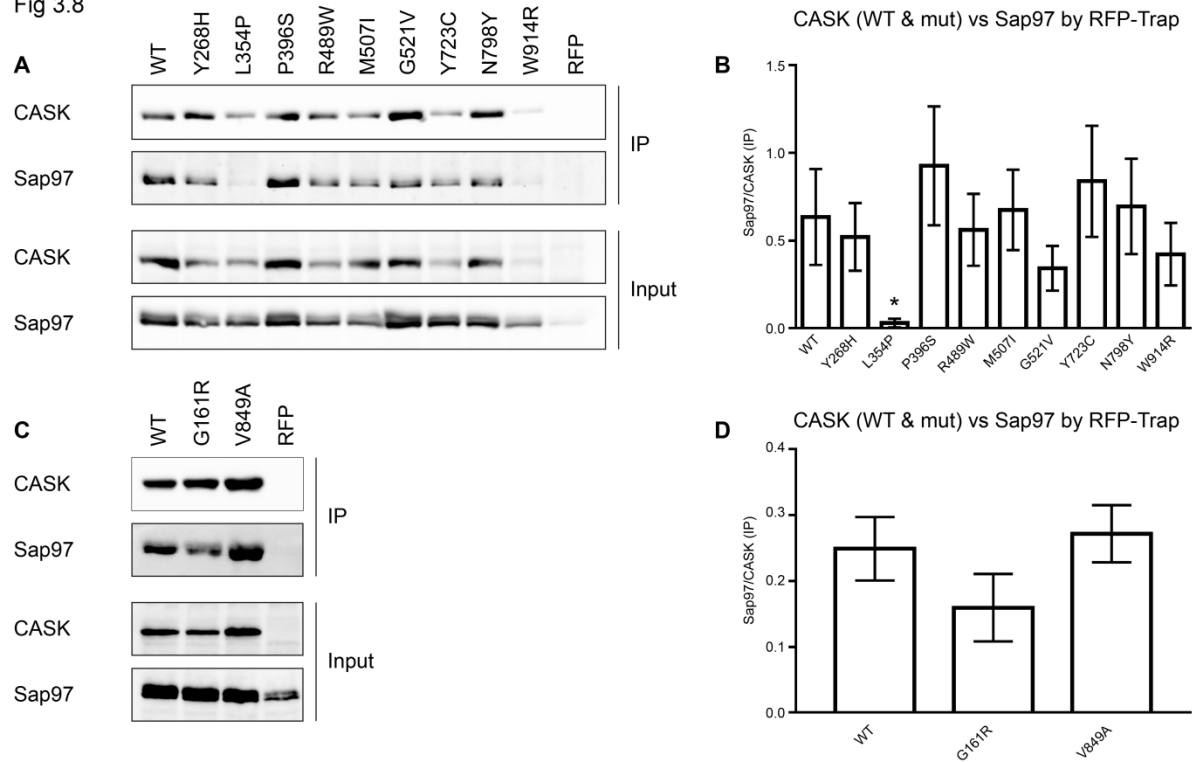 Fig 3.8
A
WT Y268H L354P P396S R489W M507I G521V Y723C N798Y W914R RFP
CASK
Sap97
IP
CASK
Sap97
Input
B
CASK (WT & mut) vs Sap97 by RFP-Trap
Sap97/CASK (IP)
1.5
1.0
0.5
0.0
*
WT Y268H L354P P396S R489W M507I G521V Y723C N798Y W914R
C
WT G161R V849A RFP
CASK
Sap97
IP
CASK
Sap97
Input
D
CASK (WT & mut) vs Sap97 by RFP-Trap
Sap97/CASK (IP)
0.4
0.3
0.2
0.1
0.0
WT G161R V849A